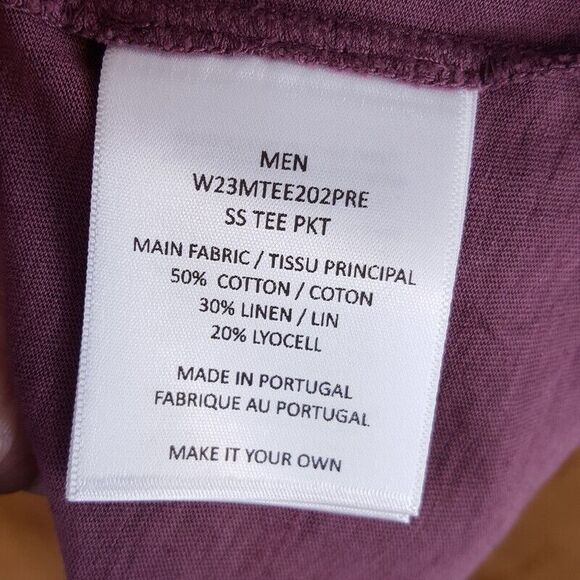 MEN
W23MTEE202PRE
SS TEE PKT
MAIN FABRIC / TISSU PRINCIPAL
50% COTTON / COTON
30% LINEN / LIN
20% LYOCELL
MADE IN PORTUGAL
FABRIQUE AU PORTUGAL
MAKE IT YOUR OWN